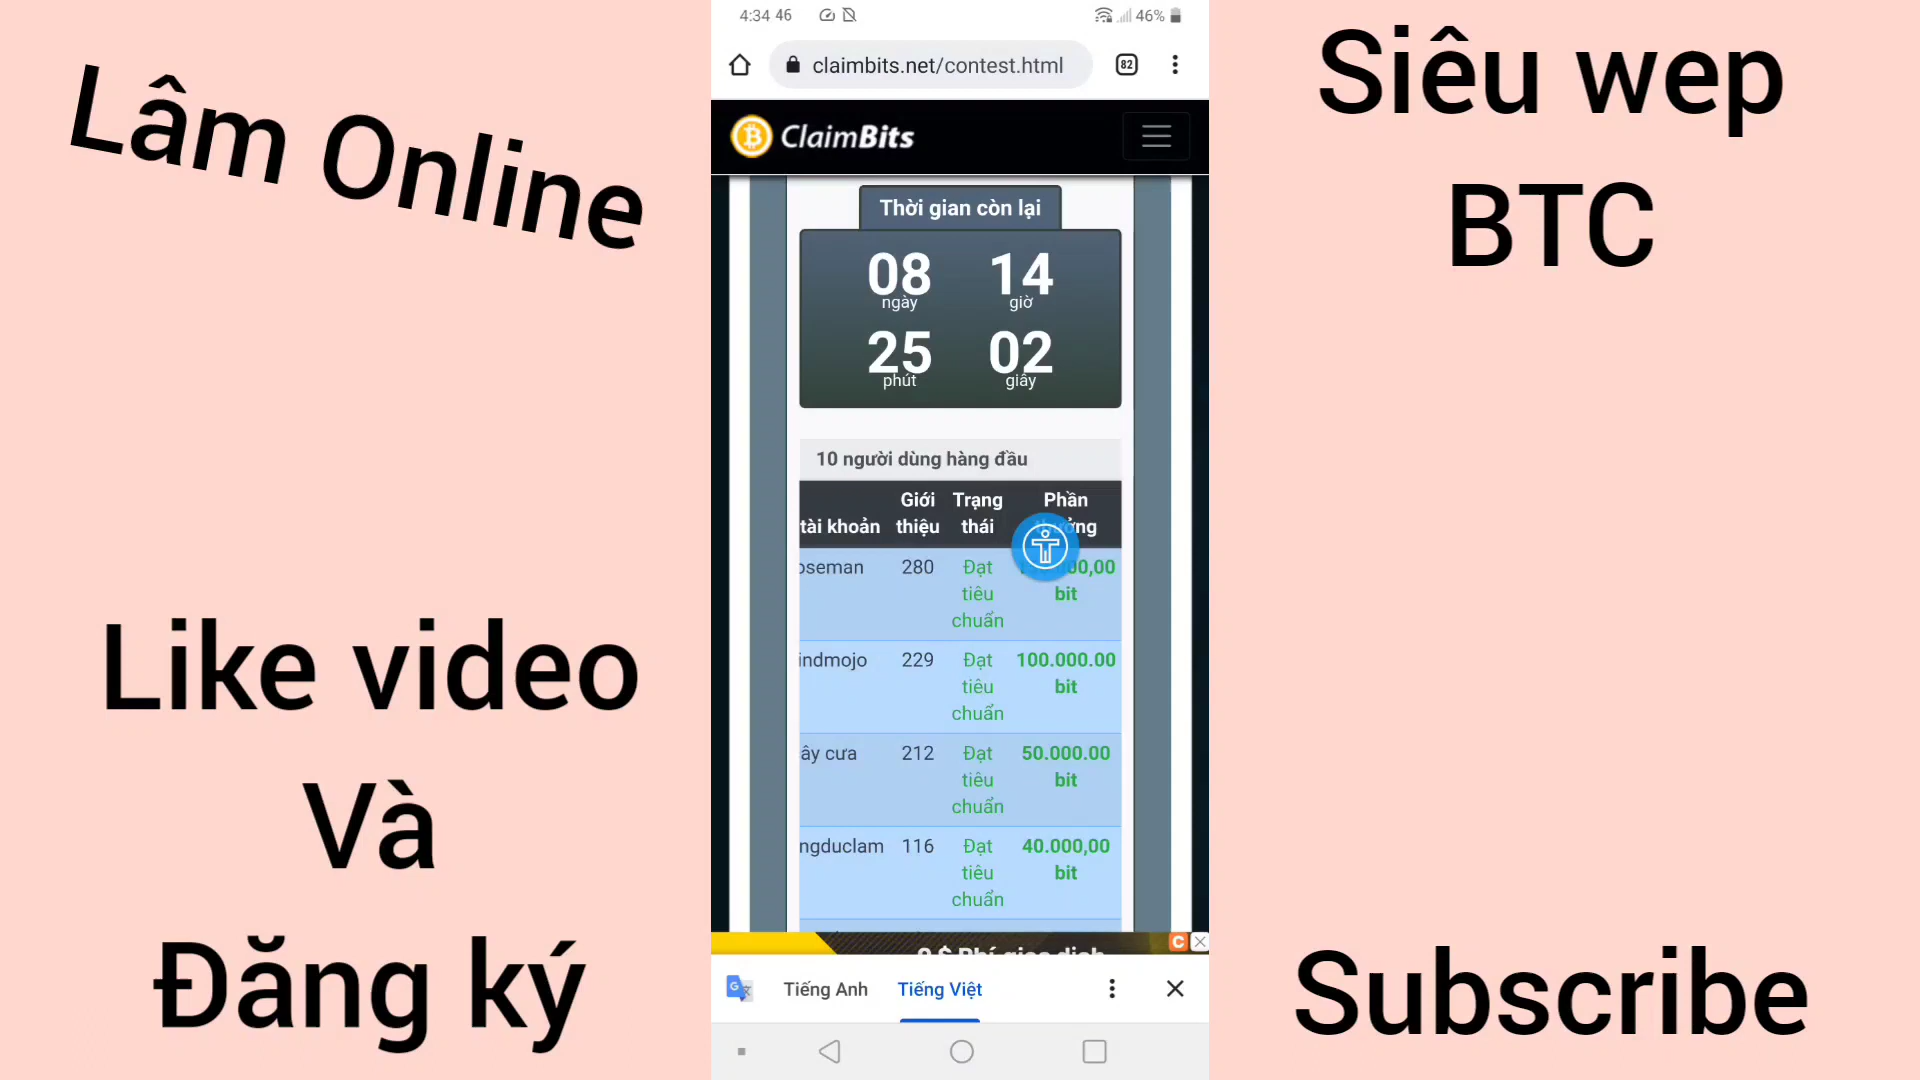 Lâm Online
Like video
Và
Đăng ký
4:34 46
46%
claimbits.net/contest.html
82
ClaimBits
Thời gian còn lại
08 14
ngày giờ
25 02
phút giây
10 người dùng hàng đầu
tài khoản Giới thiệu Trạng thái Phần
oseman 280 Đạt tiêu chuẩn bit
indmojo 229 Đạt tiêu chuẩn 100.000.00 bit
ây cưa 212 Đạt tiêu chuẩn 50.000.00 bit
ngduclam 116 Đạt tiêu chuẩn 40.000,00 bit
Tiếng Anh Tiếng Việt
Siêu wep
BTC
Subscribe